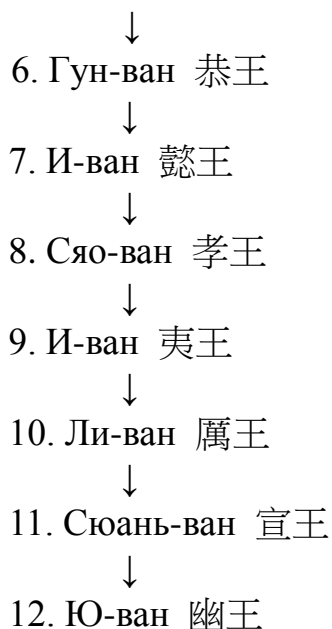 ↓
6. Гун-ван 恭王
↓
7. И-ван 懿王
↓
8. Сяо-ван 孝王
↓
9. И-ван 夷王
↓
10. Ли-ван 厲王
↓
11. Сюань-ван 宣王
↓
12. Ю-ван 幽王